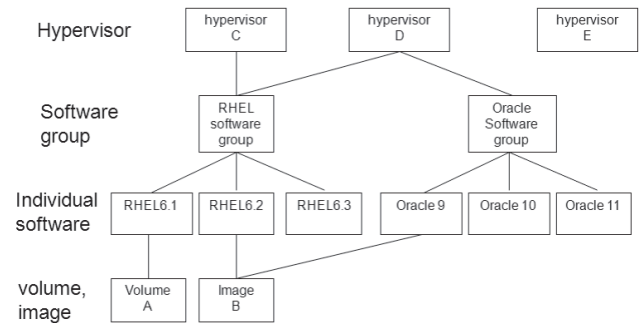 Hypervisor
hypervisor
C
hypervisor
D
hypervisor
E
Software
group
RHEL
software
group
Oracle
Software
group
Individual
software
RHEL6.1
RHEL6.2
RHEL6.3
Oracle 9
Oracle 10
Oracle 11
volume,
image
Volume
A
Image
B